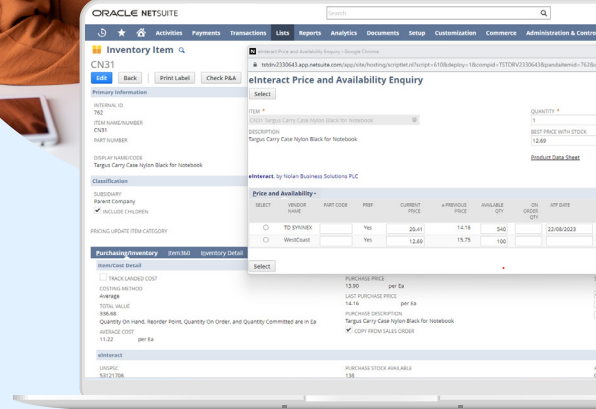 ORACLE NETSUITE
Search
Activities Payments Transactions Lists Reports Analytics Documents Setup Customization Commerce Administration & Contro
Inventory Item
CN31
Edit Back Print Label Check P&A
Primary Information
INTERNAL ID
762
ITEM NAME/NUMBER
CN31
PART NUMBER
DISPLAY NAME/CODE
Targus Carry Case Nylon Black for Notebook
Classification
SUBSIDIARY
Parent Company
INCLUDE CHILDREN
PRICING UPDATE ITEM CATEGORY
eInteract Price and Availability Enquiry - Google Chrome
eInteract Price and Availability Enquiry
Select
ITEM *
CN31 Targus Carry Case Nylon Black for Notebook
DESCRIPTION
Targus Carry Case Nylon Black for Notebook
QUANTITY *
1
BEST PRICE WITH STOCK
12.69
Product Data Sheet
eInteract, by Nolan Business Solutions PLC
Price and Availability •
SELECT VENDOR NAME PART CODE PREF CURRENT PRICE PREVIOUS PRICE AVAILABLE QTY ON ORDER QTY ATP DATE
TD SYNNEX Yes 20.41 14.16 540 22/08/2023
WestCoast Yes 12.69 15.75 100
Select
Purchasing/Inventory Item360 Inventory Detail
Item/Cost Detail
TRACK LANDED COST
COSTING METHOD
Average
TOTAL VALUE
336.68
Quantity On Hand, Reorder Point, Quantity On Order, and Quantity Committed are in Ea
AVERAGE COST
11.22 per Ea
PURCHASE PRICE
13.90 per Ea
LAST PURCHASE PRICE
14.16 per Ea
PURCHASE DESCRIPTION
Targus Carry Case Nylon Black for Notebook
COPY FROM SALES ORDER
eInteract
UNSPSC
53121706
PURCHASE STOCK AVAILABLE
138